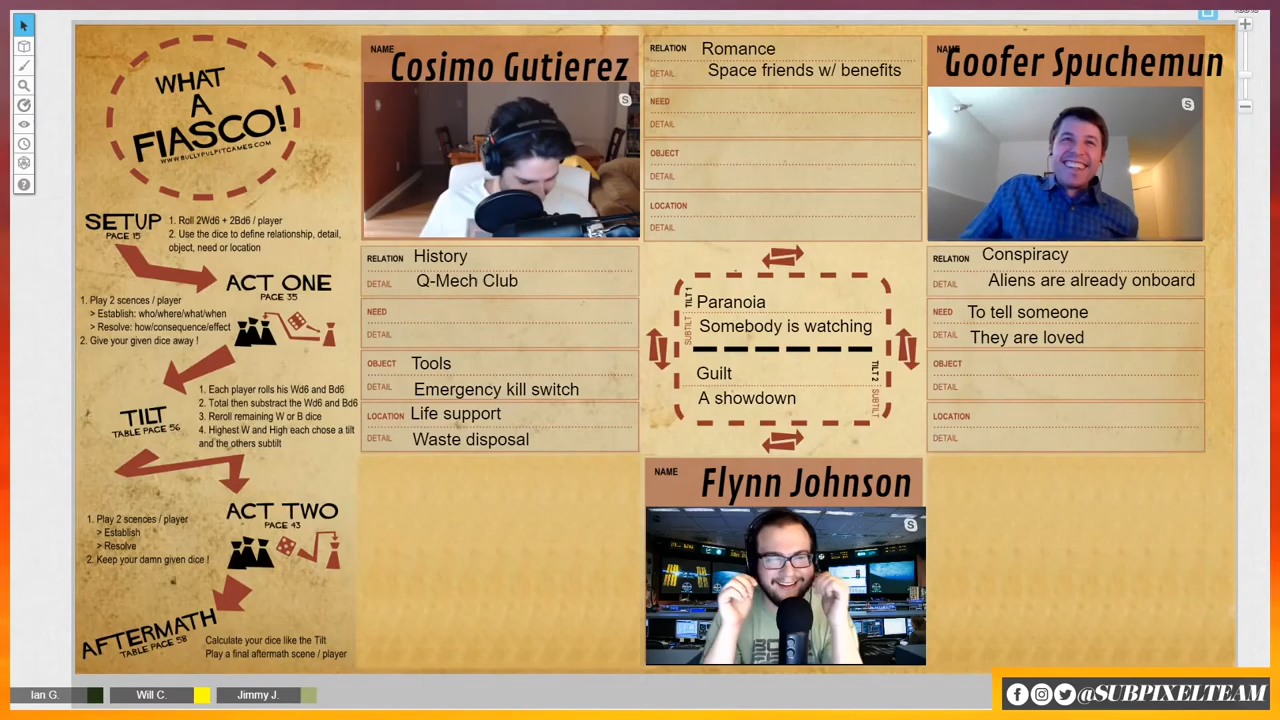 WHAT
A
FIASCO!
WWW.BULLYPULPITGAMES.COM
SETUP
PAGE 15
1. Roll 2Wd6 + 2Bd6 / player
2. Use the dice to define relationship, detail,
object, need or location
ACT ONE
PAGE 35
1. Play 2 scences / player
> Establish: who/where/what/when
> Resolve: how/consequence/effect
2. Give your given dice away !
TILT
TABLE PAGE 56
1. Each player rolls his Wd6 and Bd6
2. Total then substract the Wd6 and Bd6
3. Reroll remaining W or B dice
4. Highest W and High each chose a tilt
and the others subtilt
ACT TWO
PAGE 43
1. Play 2 scences / player
> Establish
> Resolve
2. Keep your damn given dice !
AFTERMATH
TABLE PAGE 58
Calculate your dice like the Tilt
Play a final aftermath scene / player
NAME
Cosimo Gutierez
RELATION Romance
DETAIL Space friends w/ benefits
NEED
DETAIL
OBJECT
DETAIL
LOCATION
DETAIL
NAME
Goofer Spuchemun
RELATION History
DETAIL Q-Mech Club
NEED
DETAIL
OBJECT Tools
DETAIL Emergency kill switch
LOCATION Life support
DETAIL Waste disposal
TILT 1
SUBTILT
Paranoia
Somebody is watching
Guilt
A showdown
TILT 2
SUBTILT
RELATION Conspiracy
DETAIL Aliens are already onboard
NEED To tell someone
DETAIL They are loved
OBJECT
DETAIL
LOCATION
DETAIL
NAME
Flynn Johnson
Ian G.
Will C.
Jimmy J.
@SUBPIXELTEAM